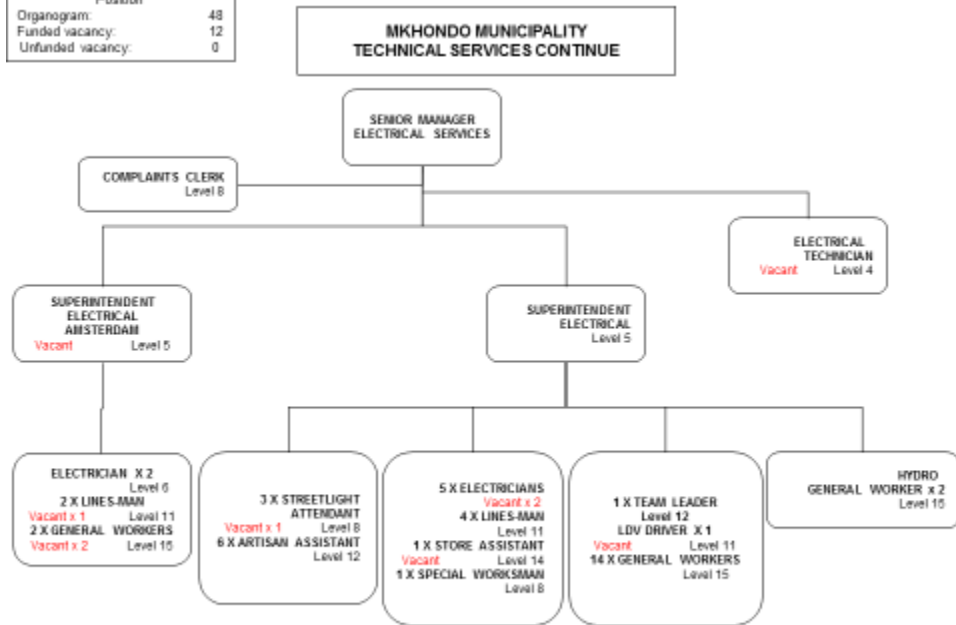 Position
Organogram: 48
Funded vacancy: 12
Unfunded vacancy: 0
MKHONDO MUNICIPALITY
TECHNICAL SERVICES CONTINUE
SENIOR MANAGER
ELECTRICAL SERVICES
COMPLAINTS CLERK
Level 8
ELECTRICAL
TECHNICIAN
Vacant Level 4
SUPERINTENDENT
ELECTRICAL
AMSTERDAM
Vacant Level 5
SUPERINTENDENT
ELECTRICAL
Level 5
ELECTRICIAN X 2
Level 6
2 X LINES-MAN
Vacant x 1 Level 11
2 X GENERAL WORKERS
Vacant x 2 Level 15
3 X STREETLIGHT
ATTENDANT
Vacant x 1 Level 8
6 X ARTISAN ASSISTANT
Level 12
5 X ELECTRICIANS
Vacant x 2
4 X LINES-MAN
Level 11
1 X STORE ASSISTANT
Vacant Level 14
1 X SPECIAL WORKSMAN
Level 8
1 X TEAM LEADER
Level 12
LDV DRIVER X 1
Vacant Level 11
14 X GENERAL WORKERS
Level 15
HYDRO
GENERAL WORKER x 2
Level 15